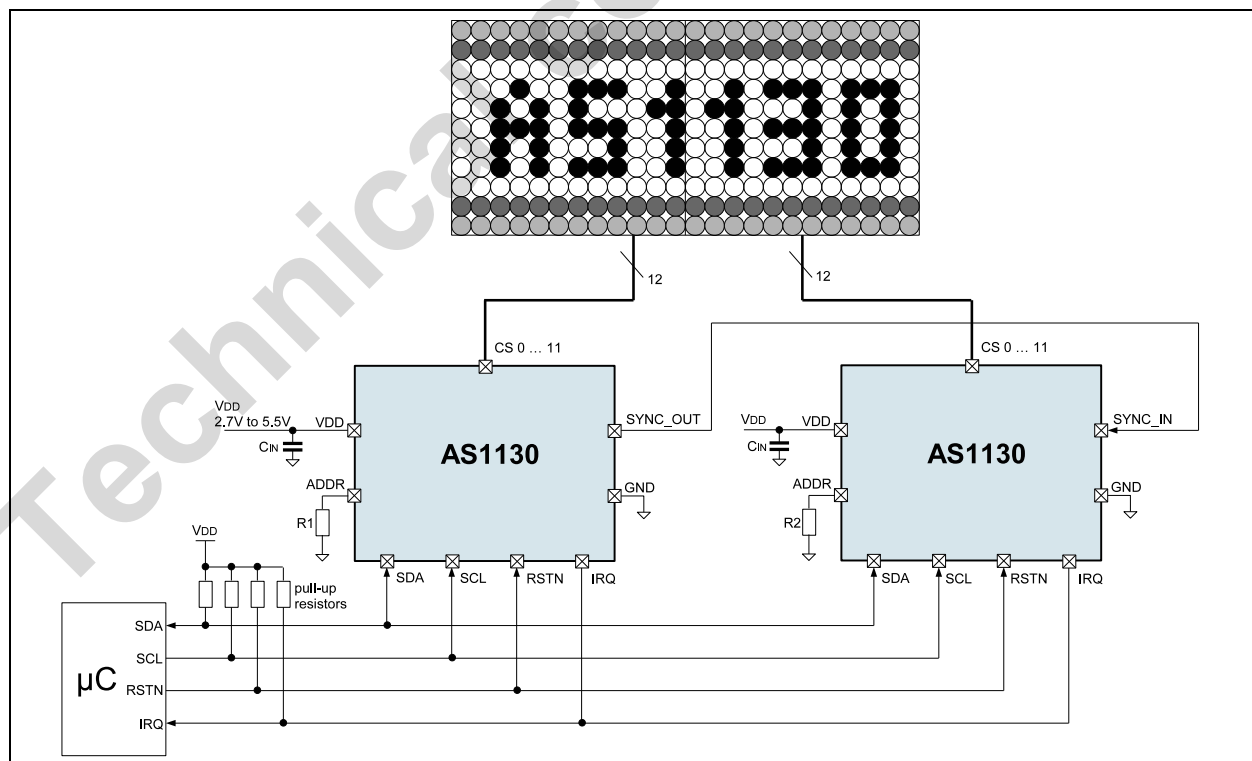 AS1130
12
12
CS 0 ... 11
CS 0 ... 11
VDD
2.7V to 5.5V
VDD
SYNC_OUT
VDD
VDD
SYNC_IN
CIN
AS1130
CIN
AS1130
ADDR
GND
ADDR
GND
R1
R2
VDD
SDA
SCL
RSTN
IRQ
SDA
SCL
RSTN
IRQ
pull-up
resistors
µC
SDA
SCL
RSTN
IRQ
Technical